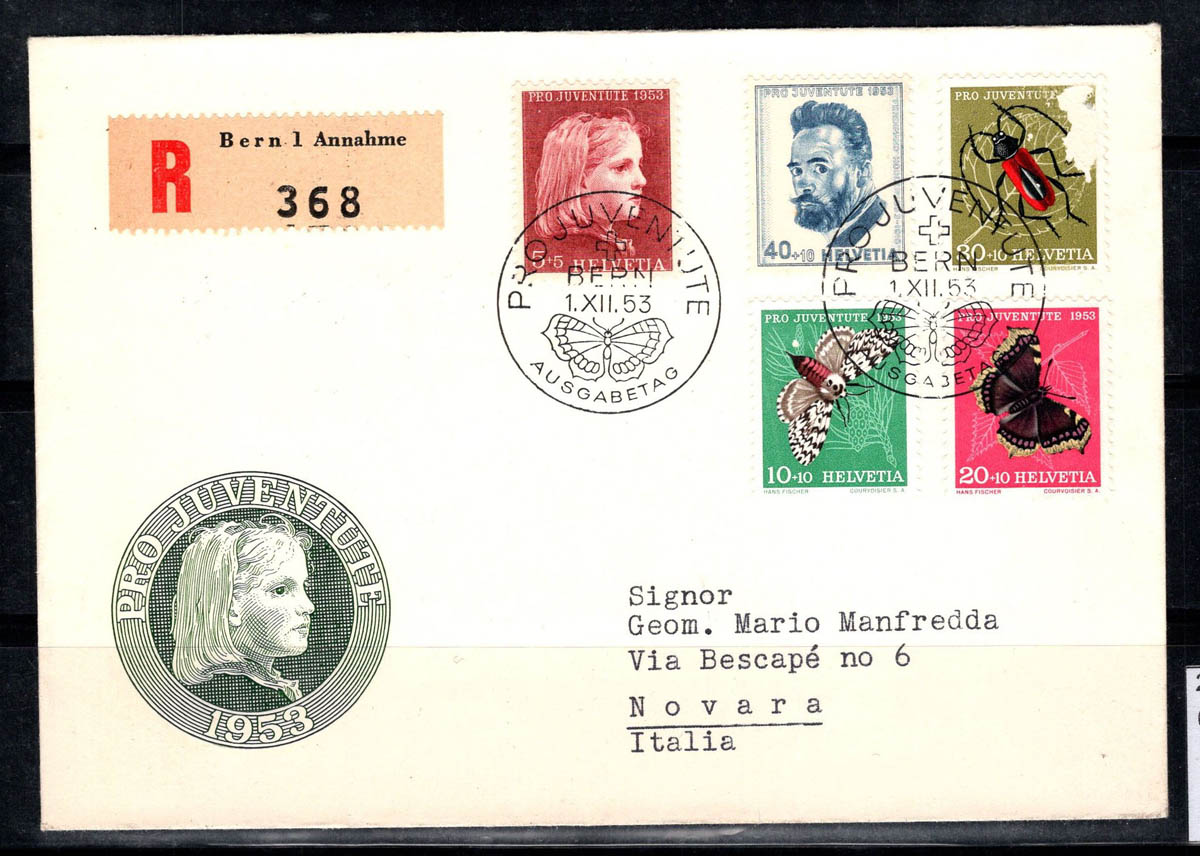 Bern 1 Annahme
R
368
PRO JUVENTUTE 1953
5+5 HELVETIA
PRO JUVENTUTE 1953
40+10 HELVETIA
PRO JUVENTUTE
30+10 HELVETIA
HANS FISCHER COURVOISIER S. A.
PRO JUVENTUTE
BERN
1.XII.53
AUSGABETAG
PRO JUVENTUTE
BERN
1.XII.53
AUSGABETAG
PRO JUVENTUTE 1953
10+10 HELVETIA
HANS FISCHER COURVOISIER S. A.
PRO JUVENTUTE 1953
20+10 HELVETIA
HANS FISCHER COURVOISIER S. A.
PRO JUVENTUTE
1953
Signor
Geom. Mario Manfredda
Via Bescapé no 6
Novara
Italia